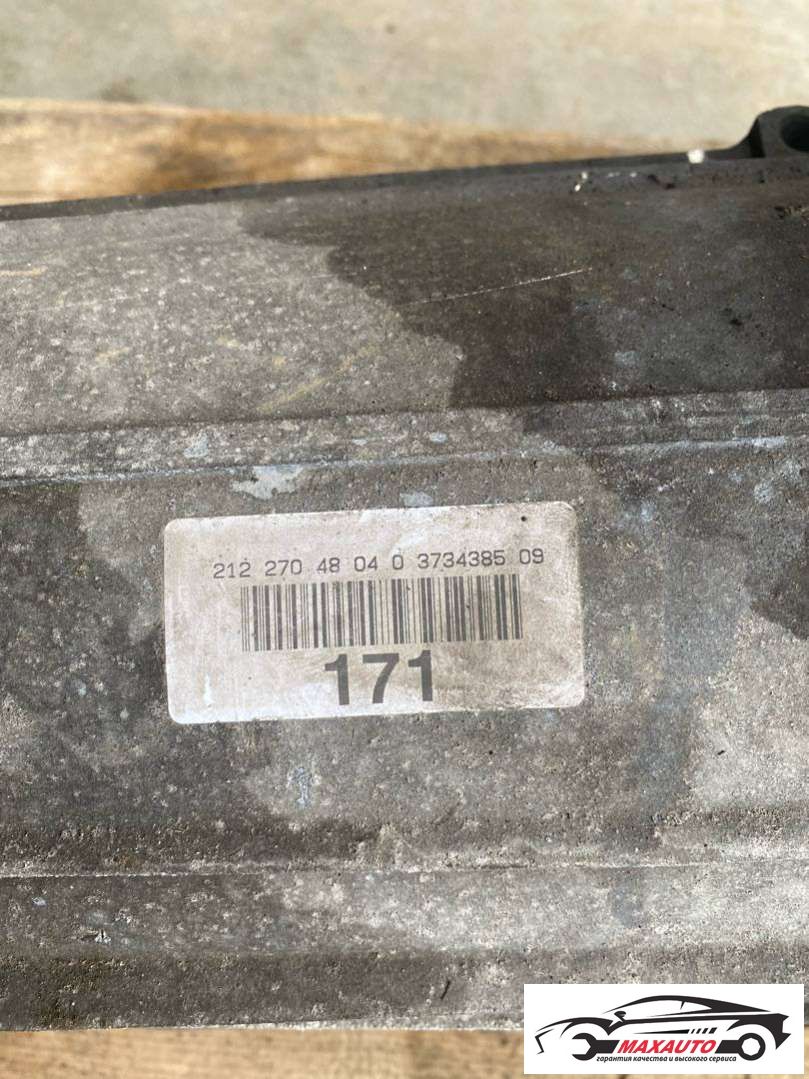 212 270 48 04 0 3734385 09
171
MAXAUTO
гарантия качества и высокого сервиса